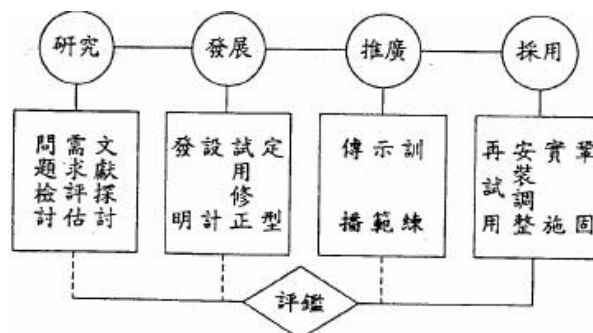 研究
發展
推廣
採用
問題檢討
需求評估
文獻探討
發明
設計
試用修正
定型
傳播
示範
訓練
再試用
安裝調整
實施
鞏固
評鑑